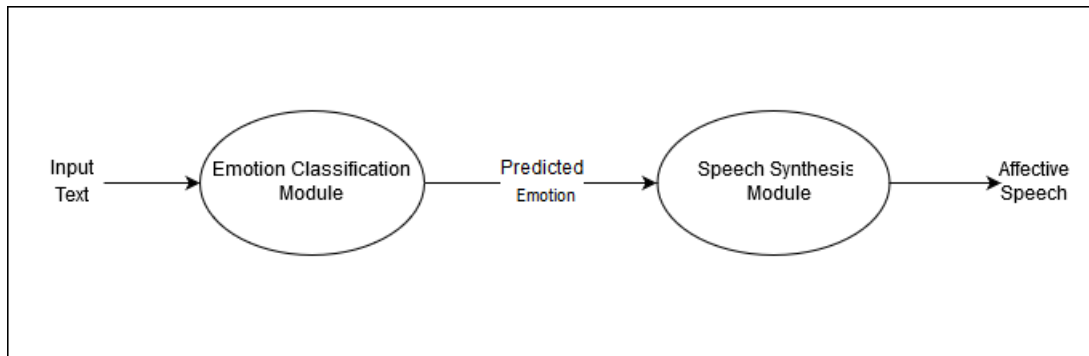 Input
Text
Emotion Classification
Module
Predicted
Emotion
Speech Synthesis
Module
Affective
Speech